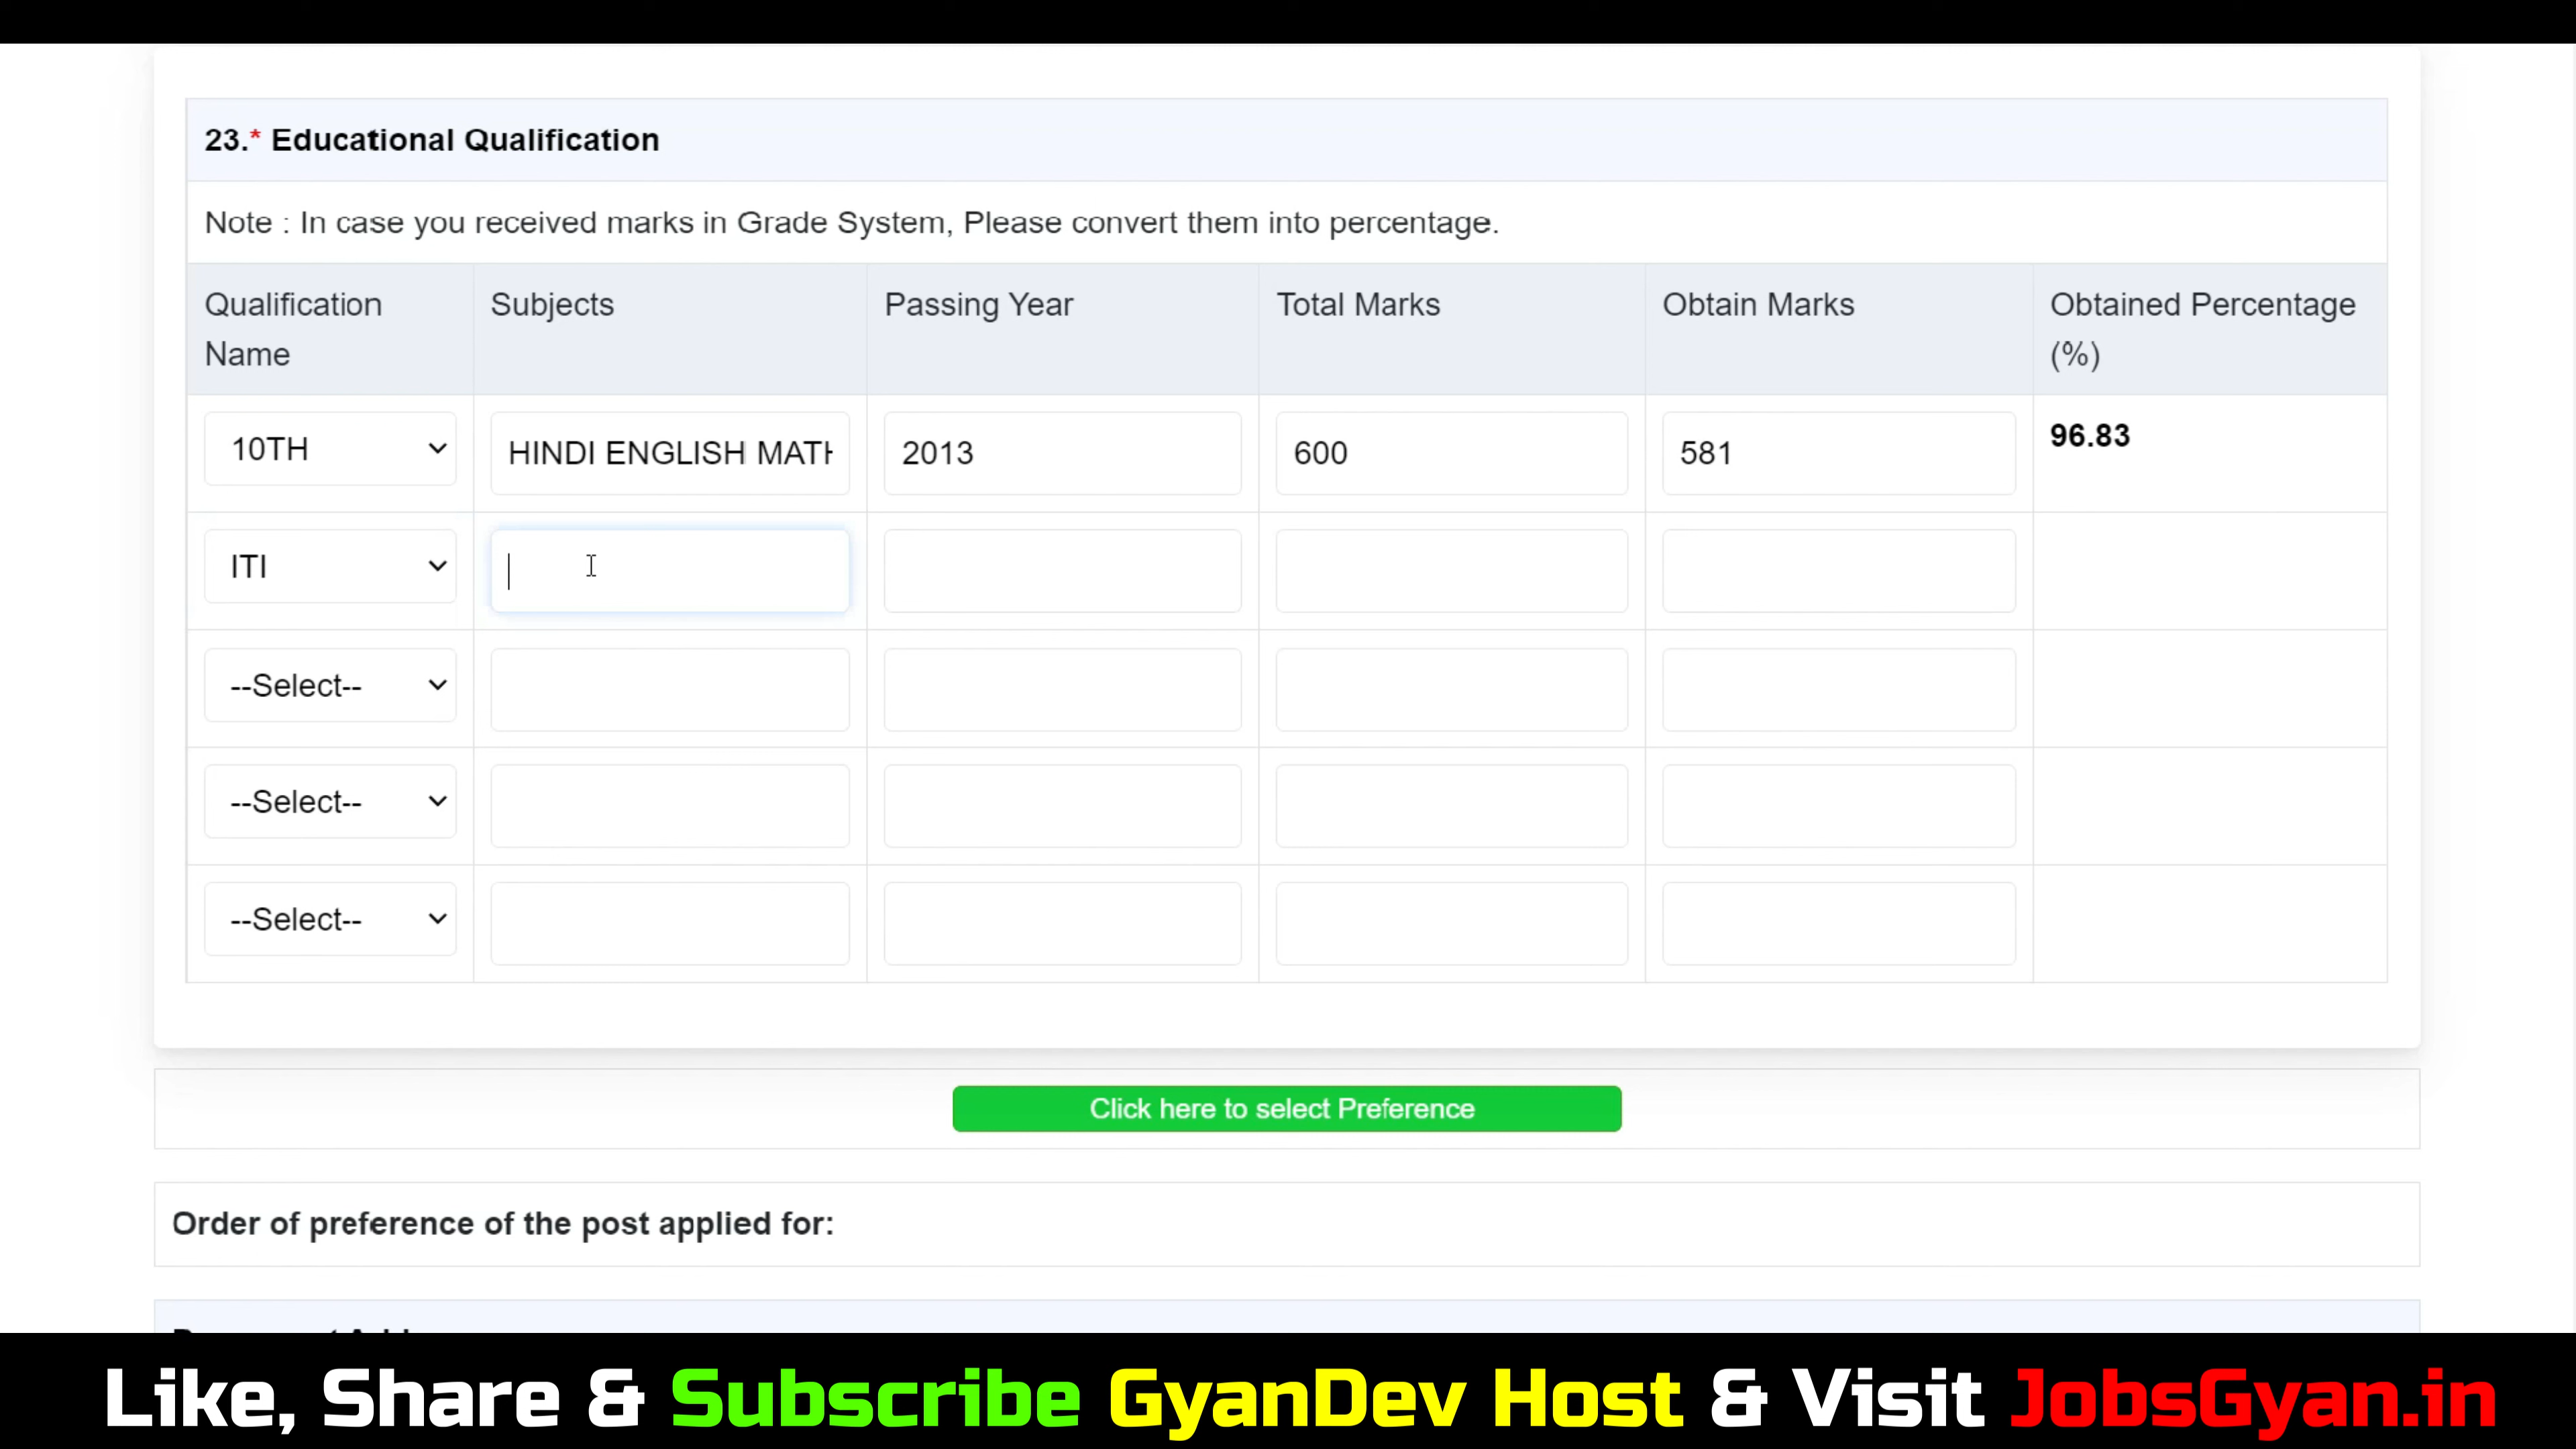 23.* Educational Qualification
Note : In case you received marks in Grade System, Please convert them into percentage.
Qualification Name
Subjects
Passing Year
Total Marks
Obtain Marks
Obtained Percentage (%)
10TH
HINDI ENGLISH MATH
2013
600
581
96.83
ITI
--Select--
--Select--
--Select--
Click here to select Preference
Order of preference of the post applied for:
Like, Share & Subscribe GyanDev Host & Visit JobsGyan.in